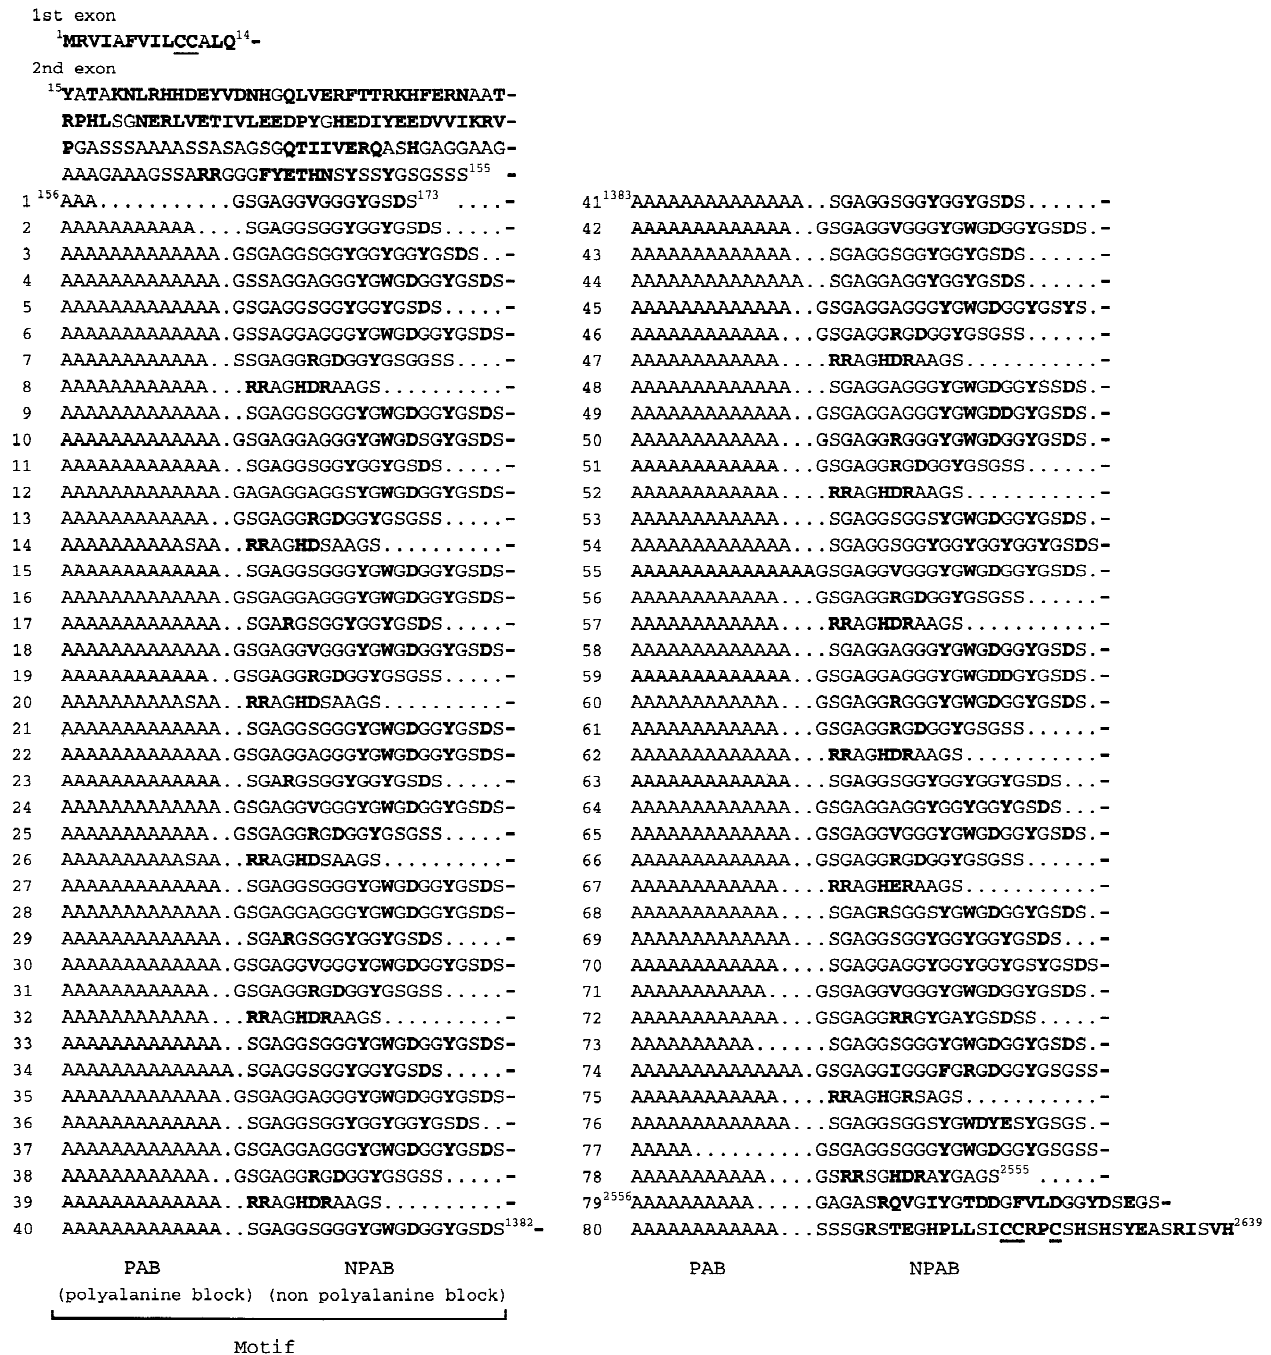 1st exon
¹MRVIAFVILCCALQ¹⁴-
2nd exon
¹⁵YATAKNLRHHDEYVDNHGQLVERFTTRKHFERNAAT-
RPHLSGNERLVETIVLEEDPYGHEDIYEEDVVIKRV-
PGASSSAAAASSASAGSGQTIIVERQASHGAGGAAG-
AAAGAAAGSSARRGGGFYETHNSYSSYGSGSSS¹⁵⁵ -
1 ¹⁵⁶AAA...........GSGAGGVGGGYGSDS¹⁷³ ....-
2 AAAAAAAAAAA....SGAGGSGGYGGYGSDS.....-
3 AAAAAAAAAAAAA.GSGAGGSGGYGGYGGYGSDS..-
4 AAAAAAAAAAAAA.GSSAGGAGGGYGWGDGGYGSDS-
5 AAAAAAAAAAAAA.GSGAGGSGGYGGYGSDS.....-
6 AAAAAAAAAAAAA.GSSAGGAGGGYGWGDGGYGSDS-
7 AAAAAAAAAAAA..SSGAGGRGDGGYGSGGSS....-
8 AAAAAAAAAAAA...RRAGHDRAAGS..........-
9 AAAAAAAAAAAAA..SGAGGSGGGYGWGDGGYGSDS-
10 AAAAAAAAAAAAA.GSGAGGAGGGYGWGDSGYGSDS-
11 AAAAAAAAAAAAA..SGAGGSGGYGGYGSDS.....-
12 AAAAAAAAAAAAA.GAGAGGAGGSYGWGDGGYGSDS-
13 AAAAAAAAAAAA..GSGAGGRGDGGYGSGSS.....-
14 AAAAAAAAAASAA..RRAGHDSAAGS..........-
15 AAAAAAAAAAAAA..SGAGGSGGGYGWGDGGYGSDS-
16 AAAAAAAAAAAAA.GSGAGGAGGGYGWGDGGYGSDS-
17 AAAAAAAAAAAAA..SGARGSGGYGGYGSDS.....-
18 AAAAAAAAAAAAA.GSGAGGVGGGYGWGDGGYGSDS-
19 AAAAAAAAAAAA..GSGAGGRGDGGYGSGSS.....-
20 AAAAAAAAAASAA..RRAGHDSAAGS..........-
21 AAAAAAAAAAAAA..SGAGGSGGGYGWGDGGYGSDS-
22 AAAAAAAAAAAAA.GSGAGGAGGGYGWGDGGYGSDS-
23 AAAAAAAAAAAAA..SGARGSGGYGGYGSDS.....-
24 AAAAAAAAAAAAA.GSGAGGVGGGYGWGDGGYGSDS-
25 AAAAAAAAAAAA..GSGAGGRGDGGYGSGSS.....-
26 AAAAAAAAAASAA..RRAGHDSAAGS..........-
27 AAAAAAAAAAAAA..SGAGGSGGGYGWGDGGYGSDS-
28 AAAAAAAAAAAAA.GSGAGGAGGGYGWGDGGYGSDS-
29 AAAAAAAAAAAAA..SGARGSGGYGGYGSDS.....-
30 AAAAAAAAAAAAA.GSGAGGVGGGYGWGDGGYGSDS-
31 AAAAAAAAAAAA..GSGAGGRGDGGYGSGSS.....-
32 AAAAAAAAAAAA...RRAGHDRAAGS..........-
33 AAAAAAAAAAAAA..SGAGGSGGGYGWGDGGYGSDS-
34 AAAAAAAAAAAAAA.SGAGGSGGYGGYGSDS.....-
35 AAAAAAAAAAAAA.GSGAGGAGGGYGWGDGGYGSDS-
36 AAAAAAAAAAAAA..SGAGGSGGYGGYGGYGSDS..-
37 AAAAAAAAAAAAA.GSGAGGAGGGYGWGDGGYGSDS-
38 AAAAAAAAAAAA..GSGAGGRGDGGYGSGSS.....-
39 AAAAAAAAAAAA...RRAGHDRAAGS..........-
40 AAAAAAAAAAAAA..SGAGGSGGGYGWGDGGYGSDS¹³⁸²-
PAB NPAB
(polyalanine block) (non polyalanine block)
Motif
41 ¹³⁸³AAAAAAAAAAAAAA..SGAGGSGGYGGYGSDS......-
42 AAAAAAAAAAAAA..GSGAGGVGGGYGWGDGGYGSDS.-
43 AAAAAAAAAAAAA...SGAGGSGGYGGYGSDS......-
44 AAAAAAAAAAAAAA..SGAGGAGGYGGYGSDS......-
45 AAAAAAAAAAAAA..GSGAGGAGGGYGWGDGGYGSYS.-
46 AAAAAAAAAAAA...GSGAGGRGDGGYGSGSS......-
47 AAAAAAAAAAAA....RRAGHDRAAGS...........-
48 AAAAAAAAAAAA....SGAGGAGGGYGWGDGGYSSDS.-
49 AAAAAAAAAAAAA..GSGAGGAGGGYGWGDDGYGSDS.-
50 AAAAAAAAAAAA...GSGAGGRGGGYGWGDGGYGSDS.-
51 AAAAAAAAAAAA...GSGAGGRGDGGYGSGSS......-
52 AAAAAAAAAAAA....RRAGHDRAAGS...........-
53 AAAAAAAAAAAA....SGAGGSGGSYGWGDGGYGSDS.-
54 AAAAAAAAAAAAA...SGAGGSGGYGGYGGYGGYGSDS-
55 AAAAAAAAAAAAAAAGSGAGGVGGGYGWGDGGYGSDS.-
56 AAAAAAAAAAAA...GSGAGGRGDGGYGSGSS......-
57 AAAAAAAAAAAA....RRAGHDRAAGS...........-
58 AAAAAAAAAAAA....SGAGGAGGGYGWGDGGYGSDS.-
59 AAAAAAAAAAAAA..GSGAGGAGGGYGWGDDGYGSDS.-
60 AAAAAAAAAAAA...GSGAGGRGGGYGWGDGGYGSDS.-
61 AAAAAAAAAAAA...GSGAGGRGDGGYGSGSS......-
62 AAAAAAAAAAAA....RRAGHDRAAGS...........-
63 AAAAAAAAAAAA....SGAGGSGGYGGYGGYGSDS...-
64 AAAAAAAAAAAAA..GSGAGGAGGYGGYGGYGSDS...-
65 AAAAAAAAAAAA...GSGAGGVGGGYGWGDGGYGSDS.-
66 AAAAAAAAAAAA...GSGAGGRGDGGYGSGSS......-
67 AAAAAAAAAAAA....RRAGHERAAGS...........-
68 AAAAAAAAAAAA....SGAGRSGGSYGWGDGGYGSDS.-
69 AAAAAAAAAAAAA...SGAGGSGGYGGYGGYGSDS...-
70 AAAAAAAAAAAA....SGAGGAGGYGGYGGYGSYGSDS-
71 AAAAAAAAAAA....GSGAGGVGGGYGWGDGGYGSDS.-
72 AAAAAAAAAAAA...GSGAGGRRGYGAYGSDSS.....-
73 AAAAAAAAAA......SGAGGSGGGYGWGDGGYGSDS.-
74 AAAAAAAAAAAAAA.GSGAGGIGGGFGRGDGGYGSGSS-
75 AAAAAAAAAAAA....RRAGHGRSAGS...........-
76 AAAAAAAAAAAAA...SGAGGSGGSYGWDYESYGSGS.-
77 AAAAA..........GSGAGGSGGGYGWGDGGYGSGSS-
78 AAAAAAAAAAA....GSRRSGHDRAYGAGS²⁵⁵⁵ .....-
79 ²⁵⁵⁶AAAAAAAAAA.....GAGASRQVGIYGTDDGFVLDGGYDSEGS-
80 AAAAAAAAAAAA....SSSGRSTEGHPLLSICCRPCSHSHSYEASRISVH²⁶³⁹
PAB NPAB